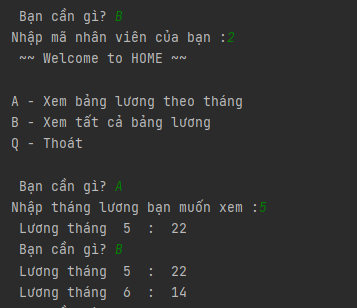 Bạn cần gì? B
Nhập mã nhân viên của bạn :2
~~ Welcome to HOME ~~
A - Xem bảng lương theo tháng
B - Xem tất cả bảng lương
Q - Thoát
Bạn cần gì? A
Nhập tháng lương bạn muốn xem :5
Lương tháng 5 : 22
Bạn cần gì? B
Lương tháng 5 : 22
Lương tháng 6 : 14